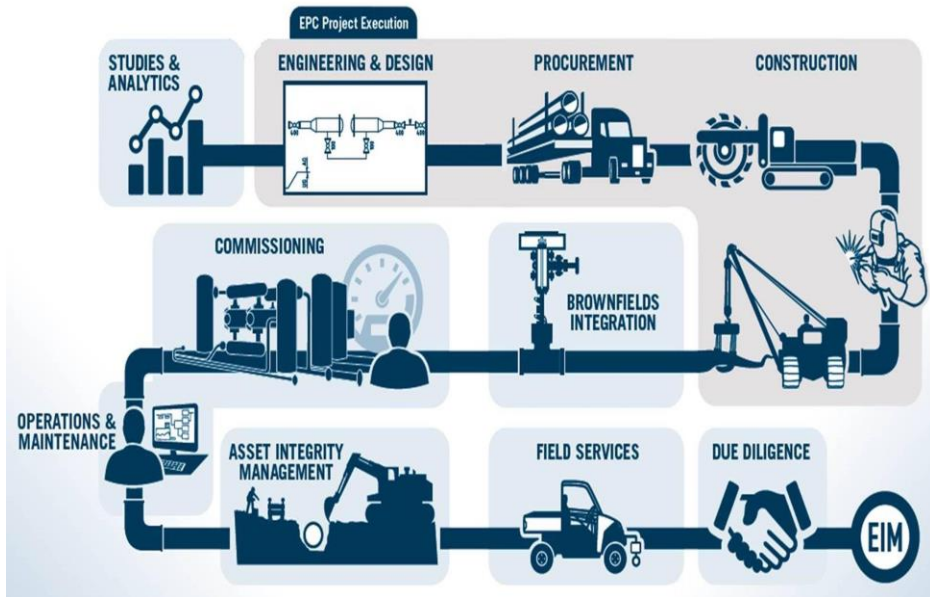 EPC Project Execution
STUDIES &
ANALYTICS
ENGINEERING & DESIGN
PROCUREMENT
CONSTRUCTION
COMMISSIONING
BROWNFIELDS
INTEGRATION
OPERATIONS &
MAINTENANCE
ASSET INTEGRITY
MANAGEMENT
FIELD SERVICES
DUE DILIGENCE
EIM